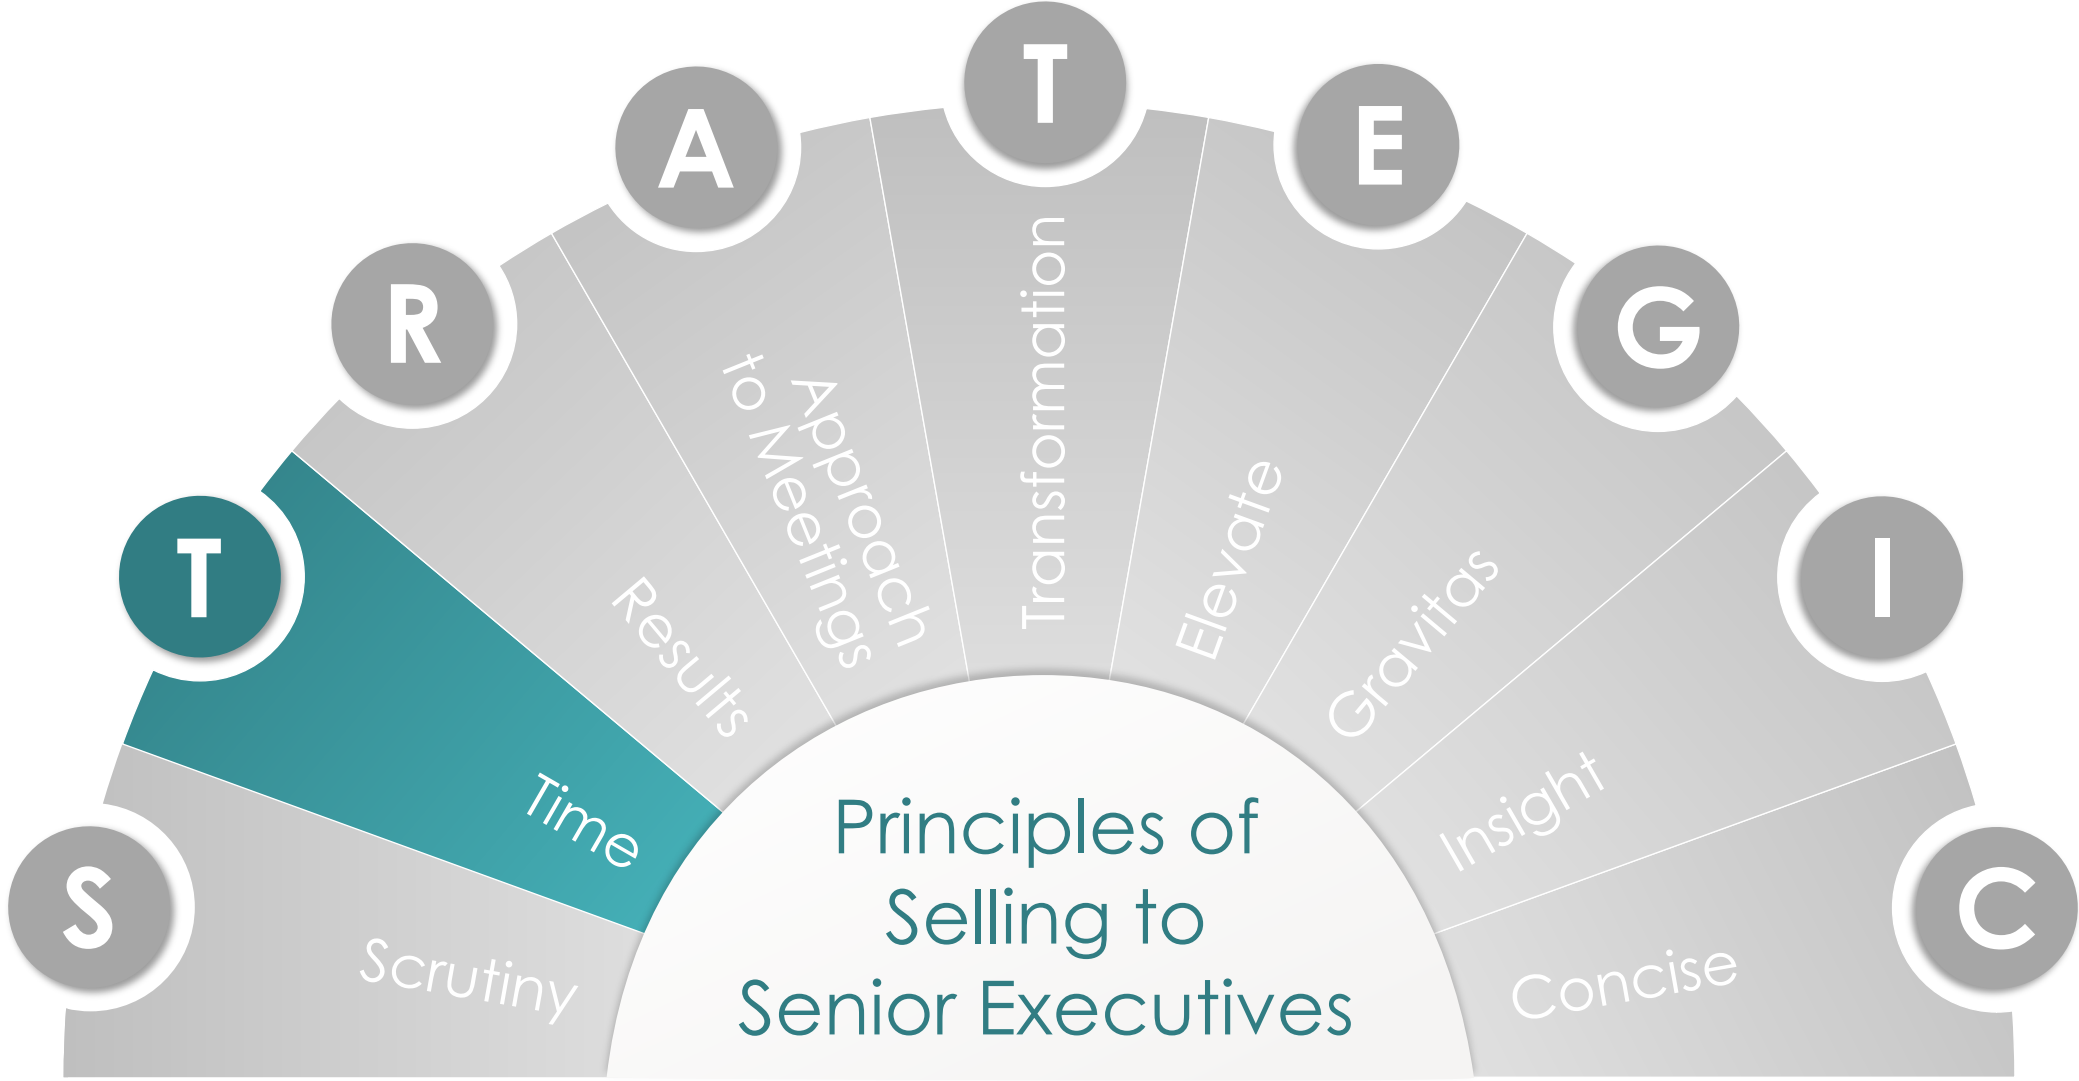 S
T
R
A
T
E
G
I
C
Scrutiny
Time
Results
Approach
to Meetings
Transformation
Elevate
Gravitas
Insight
Concise
Principles of
Selling to
Senior Executives